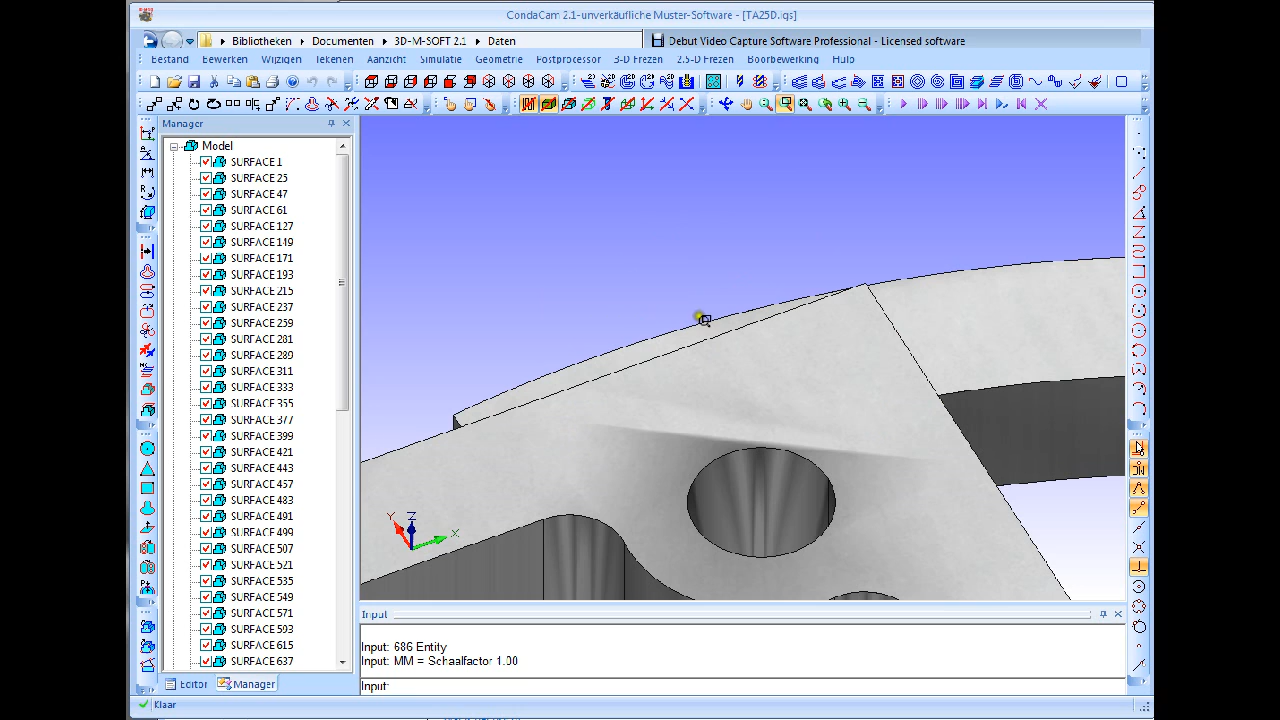 CondaCam 2.1-unverkäufliche Muster-Software - [TA25D.igs]
Bibliotheken Documenten 3D-M-SOFT 2.1 Daten
Debut Video Capture Software Professional - Licensed software
Bestand Bewerken Wijzigen Tekenen Aanzicht Simulatie Geometrie Postprocessor 3-D Frezen 2.5-D Frezen Boorbewerking Hulp
Manager
Model
SURFACE 1
SURFACE 25
SURFACE 47
SURFACE 61
SURFACE 127
SURFACE 149
SURFACE 171
SURFACE 193
SURFACE 215
SURFACE 237
SURFACE 259
SURFACE 281
SURFACE 289
SURFACE 311
SURFACE 333
SURFACE 355
SURFACE 377
SURFACE 399
SURFACE 421
SURFACE 443
SURFACE 457
SURFACE 483
SURFACE 491
SURFACE 499
SURFACE 507
SURFACE 521
SURFACE 535
SURFACE 549
SURFACE 571
SURFACE 593
SURFACE 615
SURFACE 637
Y Z X
Input
Input: 686 Entity
Input: MM = Schaalfactor 1.00
Input:
Editor Manager
Klaar